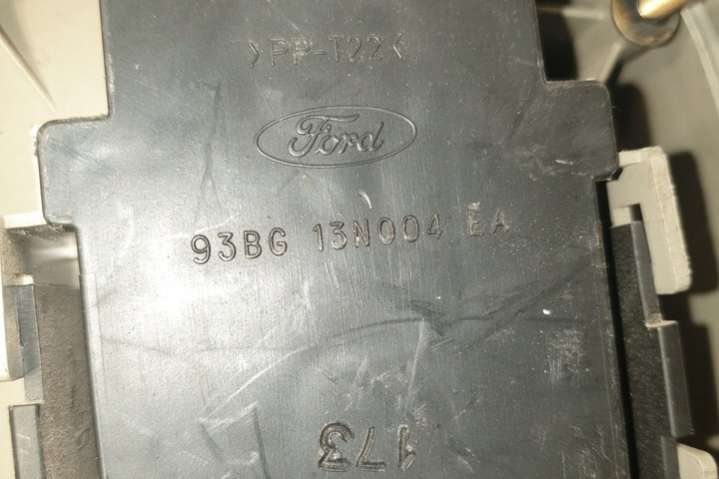 >PP-T22<
Ford
93BG 13N004 EA
173